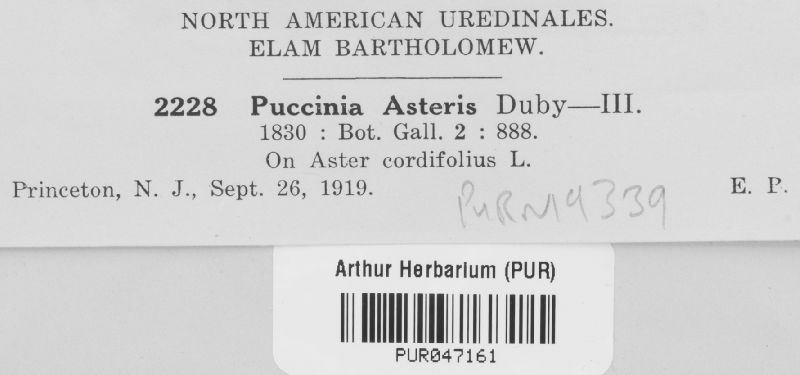 NORTH AMERICAN UREDINALES.
ELAM BARTHOLOMEW.
2228 Puccinia Asteris Duby—III.
1830 : Bot. Gall. 2 : 888.
On Aster cordifolius L.
Princeton, N. J., Sept. 26, 1919. E. P.
PURN19339
Arthur Herbarium (PUR)
PUR047161